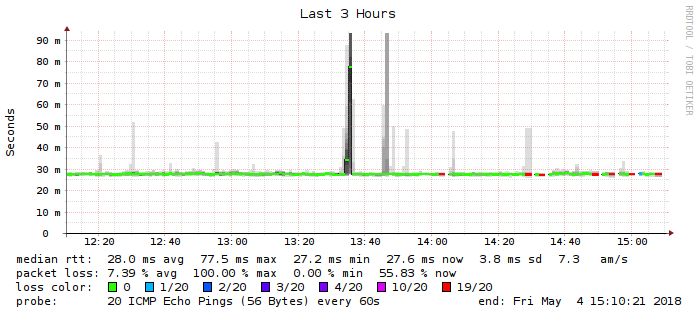 Last 3 Hours
RRDTOOL / TOBI OETIKER
Seconds
90 m
80 m
70 m
60 m
50 m
40 m
30 m
20 m
10 m
0
12:20 12:40 13:00 13:20 13:40 14:00 14:20 14:40 15:00
median rtt: 28.0 ms avg 77.5 ms max 27.2 ms min 27.6 ms now 3.8 ms sd 7.3 am/s
packet loss: 7.39 % avg 100.00 % max 0.00 % min 55.83 % now
loss color: 0 1/20 2/20 3/20 4/20 10/20 19/20
probe: 20 ICMP Echo Pings (56 Bytes) every 60s end: Fri May 4 15:10:21 2018